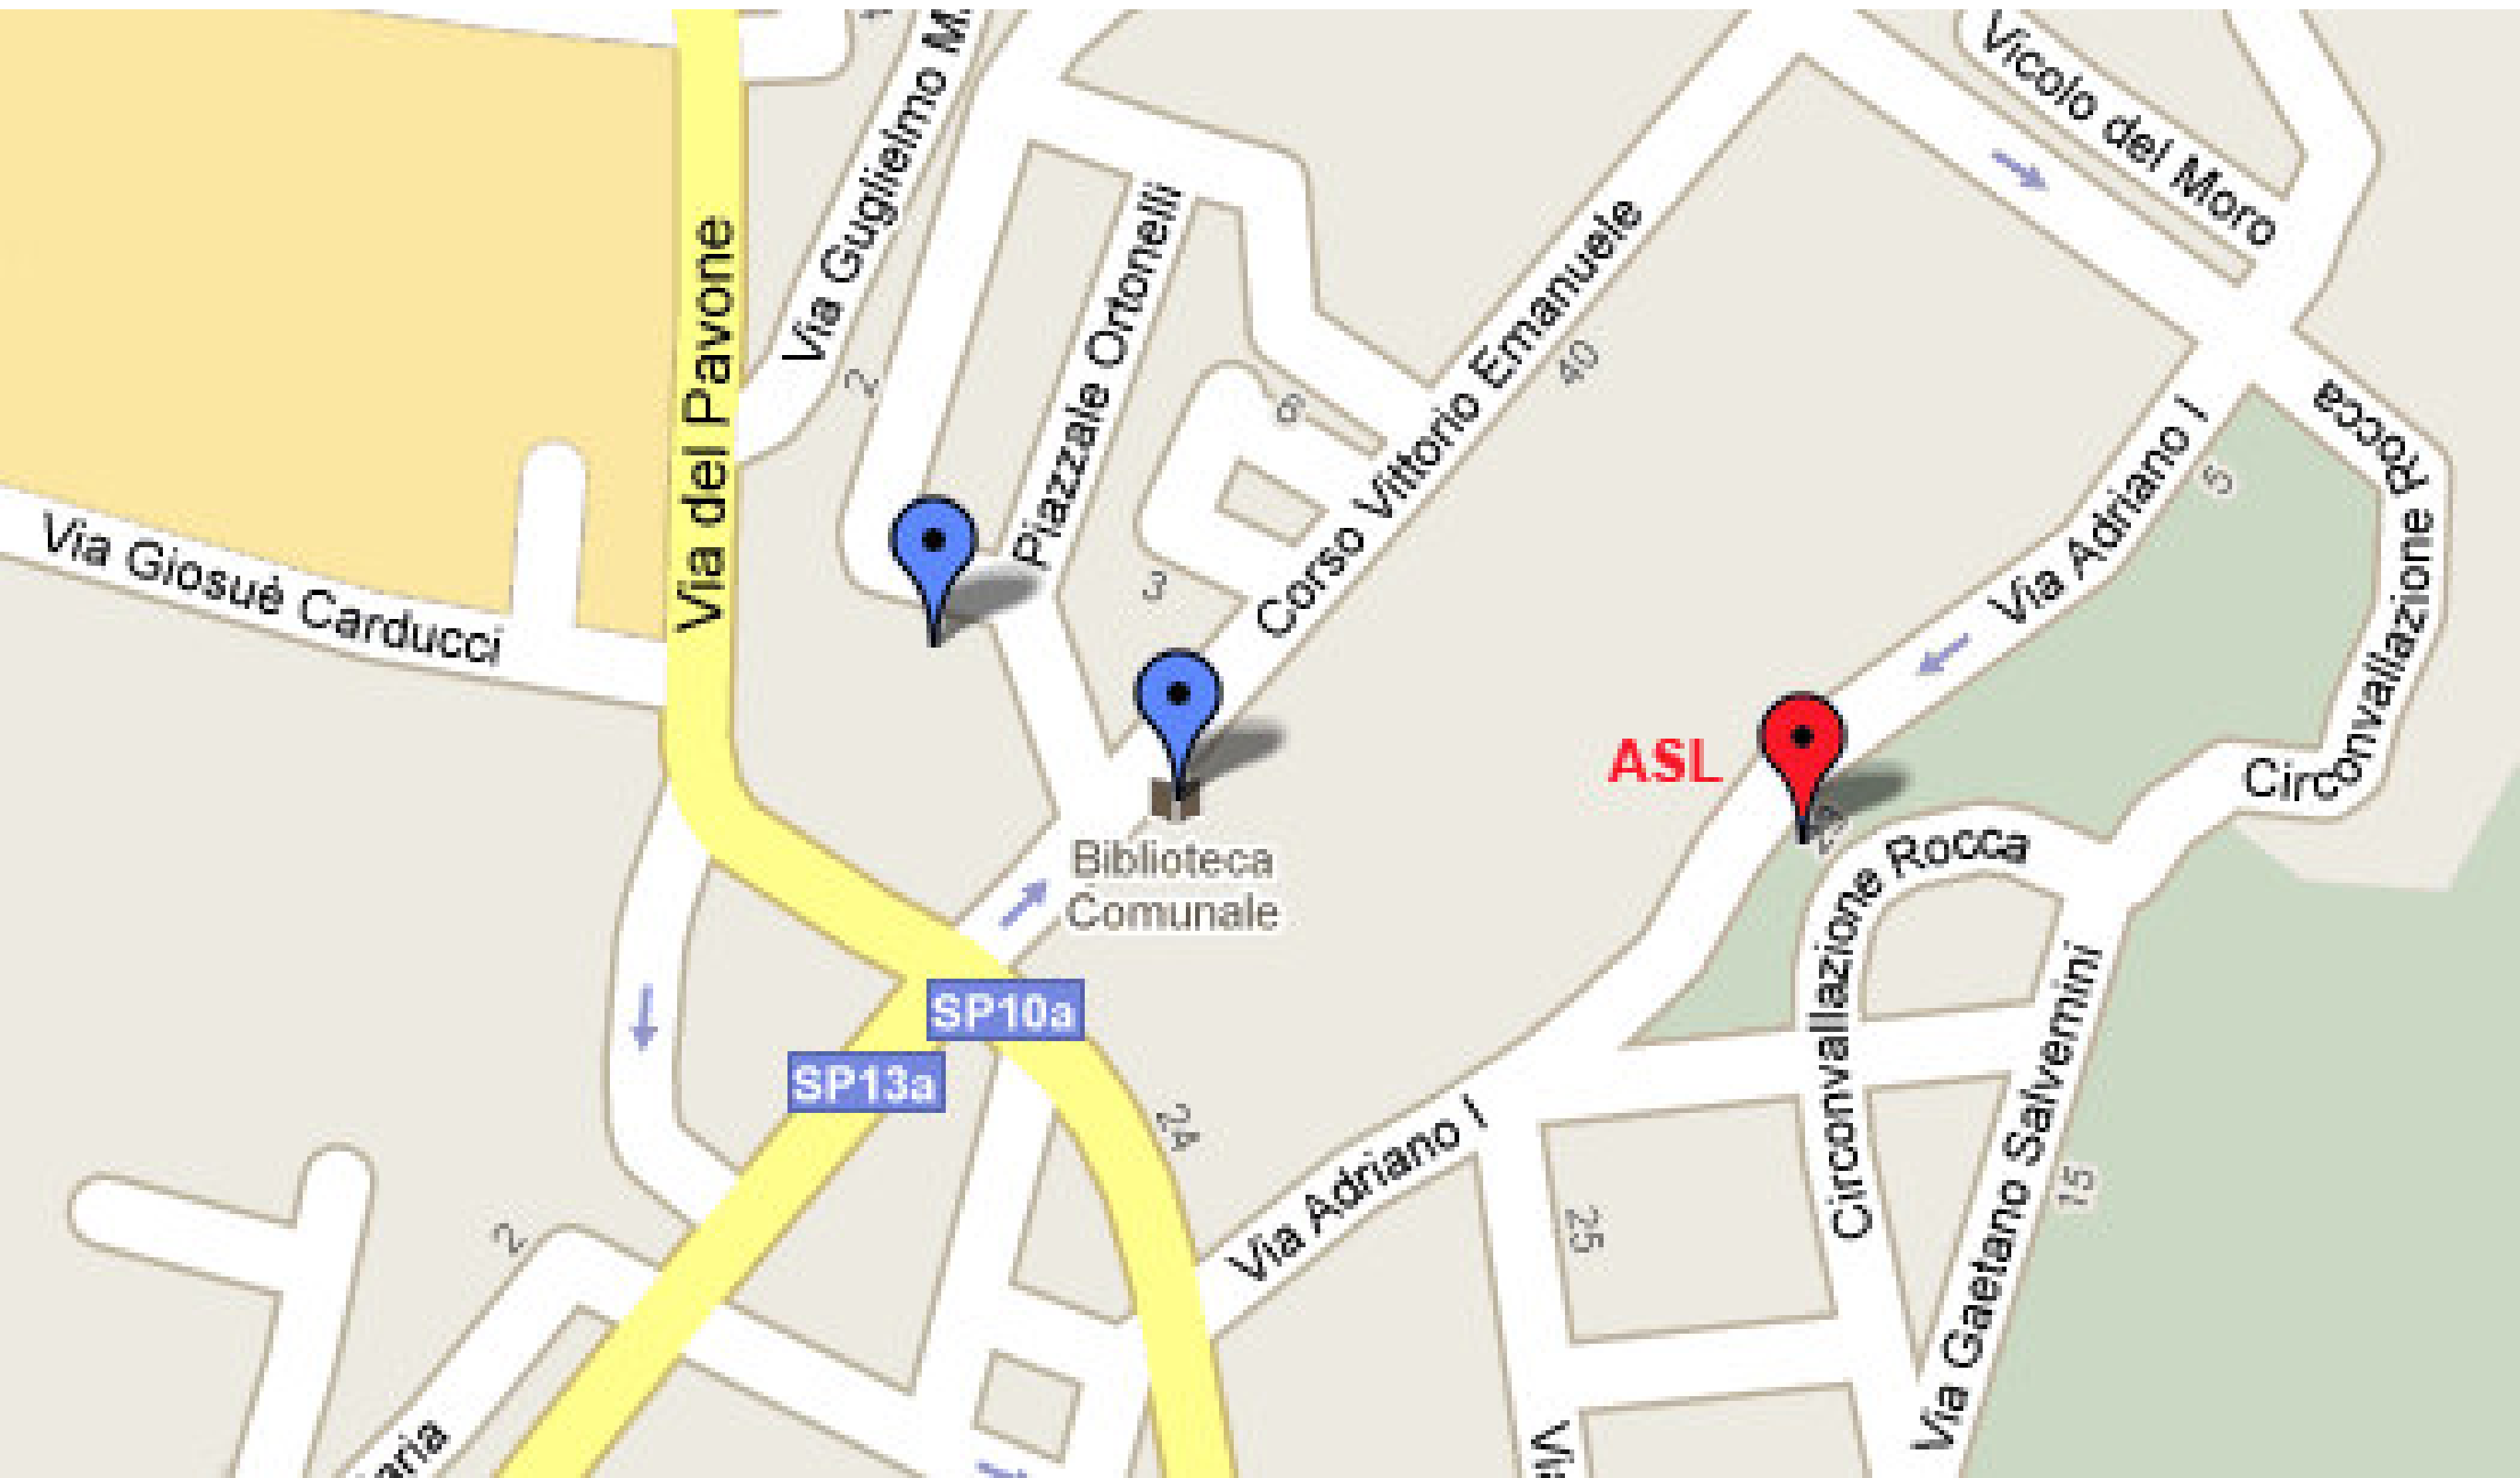 Via Guglielmo M.
Vicolo del Moro
Via del Pavone
Piazzale Ortonelli
Corso Vittorio Emanuele
2
40
6
Via Adriano I
5
Circonvallazione Rocca
Via Giosuè Carducci
3
ASL
Biblioteca
Comunale
Circonvallazione Rocca
Via Gaetano Salvemini
SP10a
SP13a
24
Via Adriano I
25
15
2